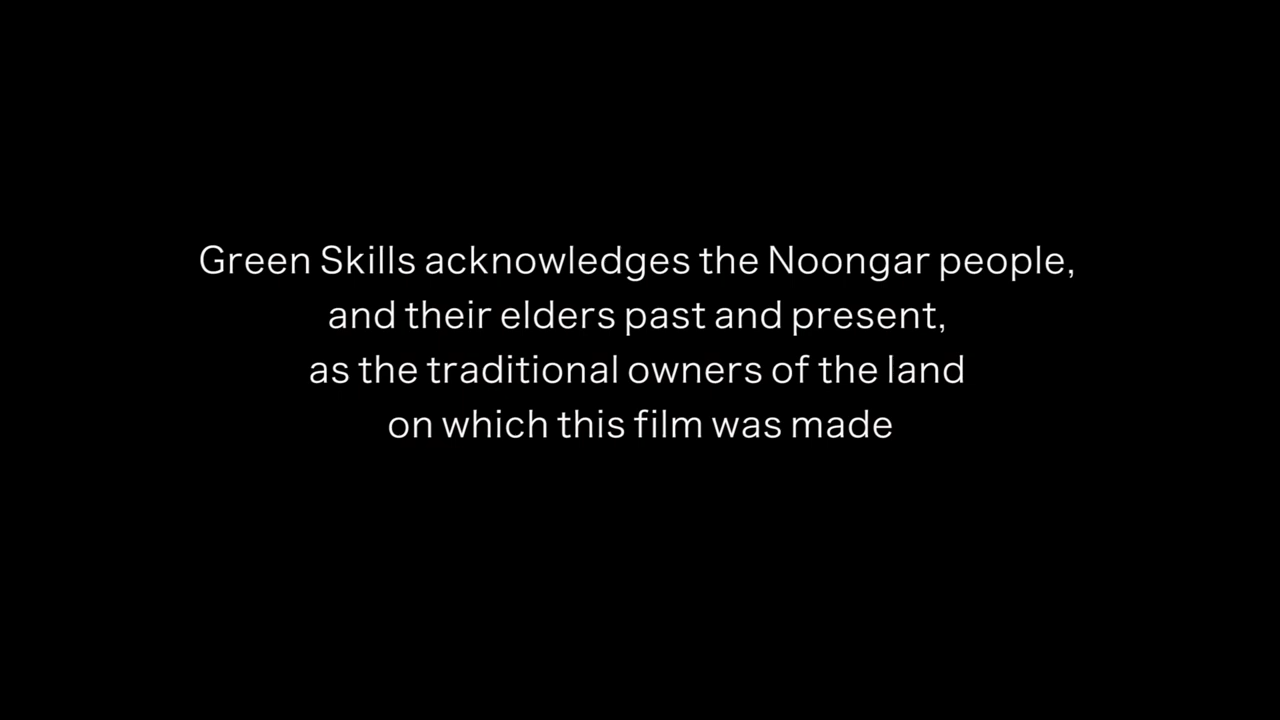 Green Skills acknowledges the Noongar people,
and their elders past and present,
as the traditional owners of the land
on which this film was made